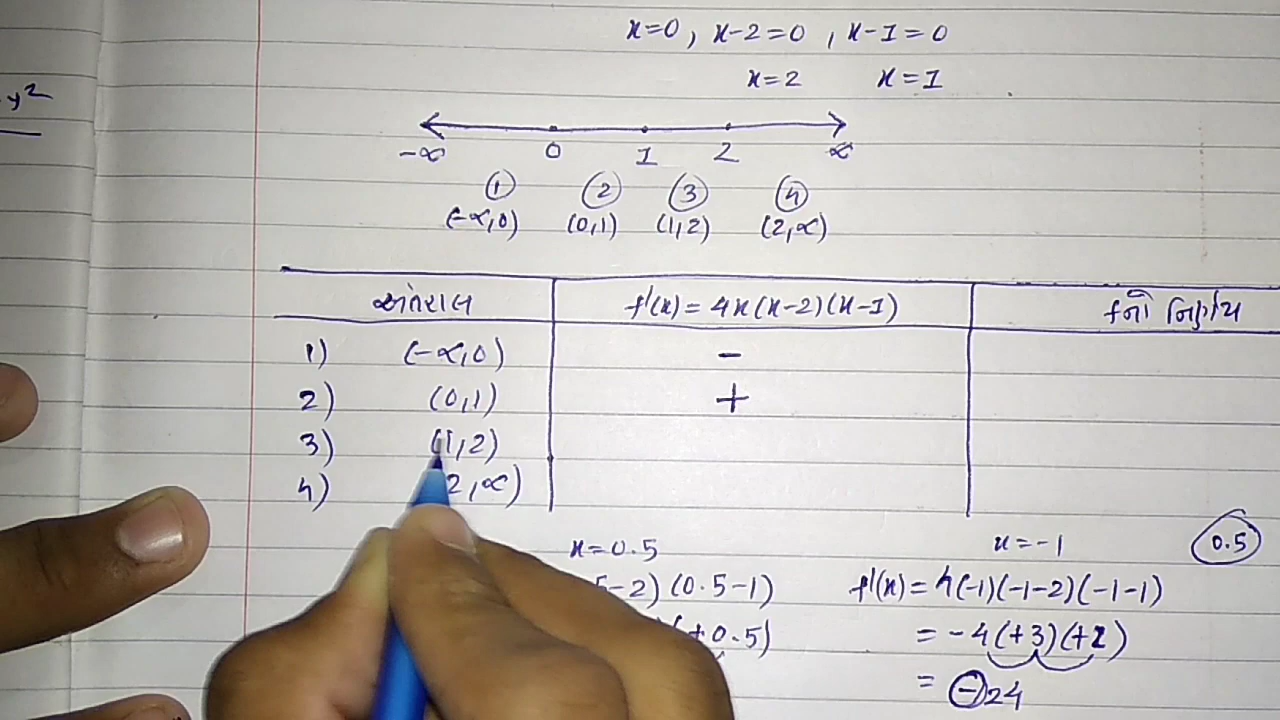 x=0, x-2=0, x-1=0
x=2 x=1
y²
-∞ 0 1 2 ∞
① ② ③ ④
(-∞,0) (0,1) (1,2) (2,∞)
અંતરાલ f'(x)=4x(x-2)(x-1)
1) (-∞,0) -
2) (0,1) +
3) (1,2)
4) 2,∞)
x=0.5 x=-1 0.5
-2)(0.5-1) f'(x)=4(-1)(-1-2)(-1-1)
(+0.5) =-4(+3)(+2)
= -24